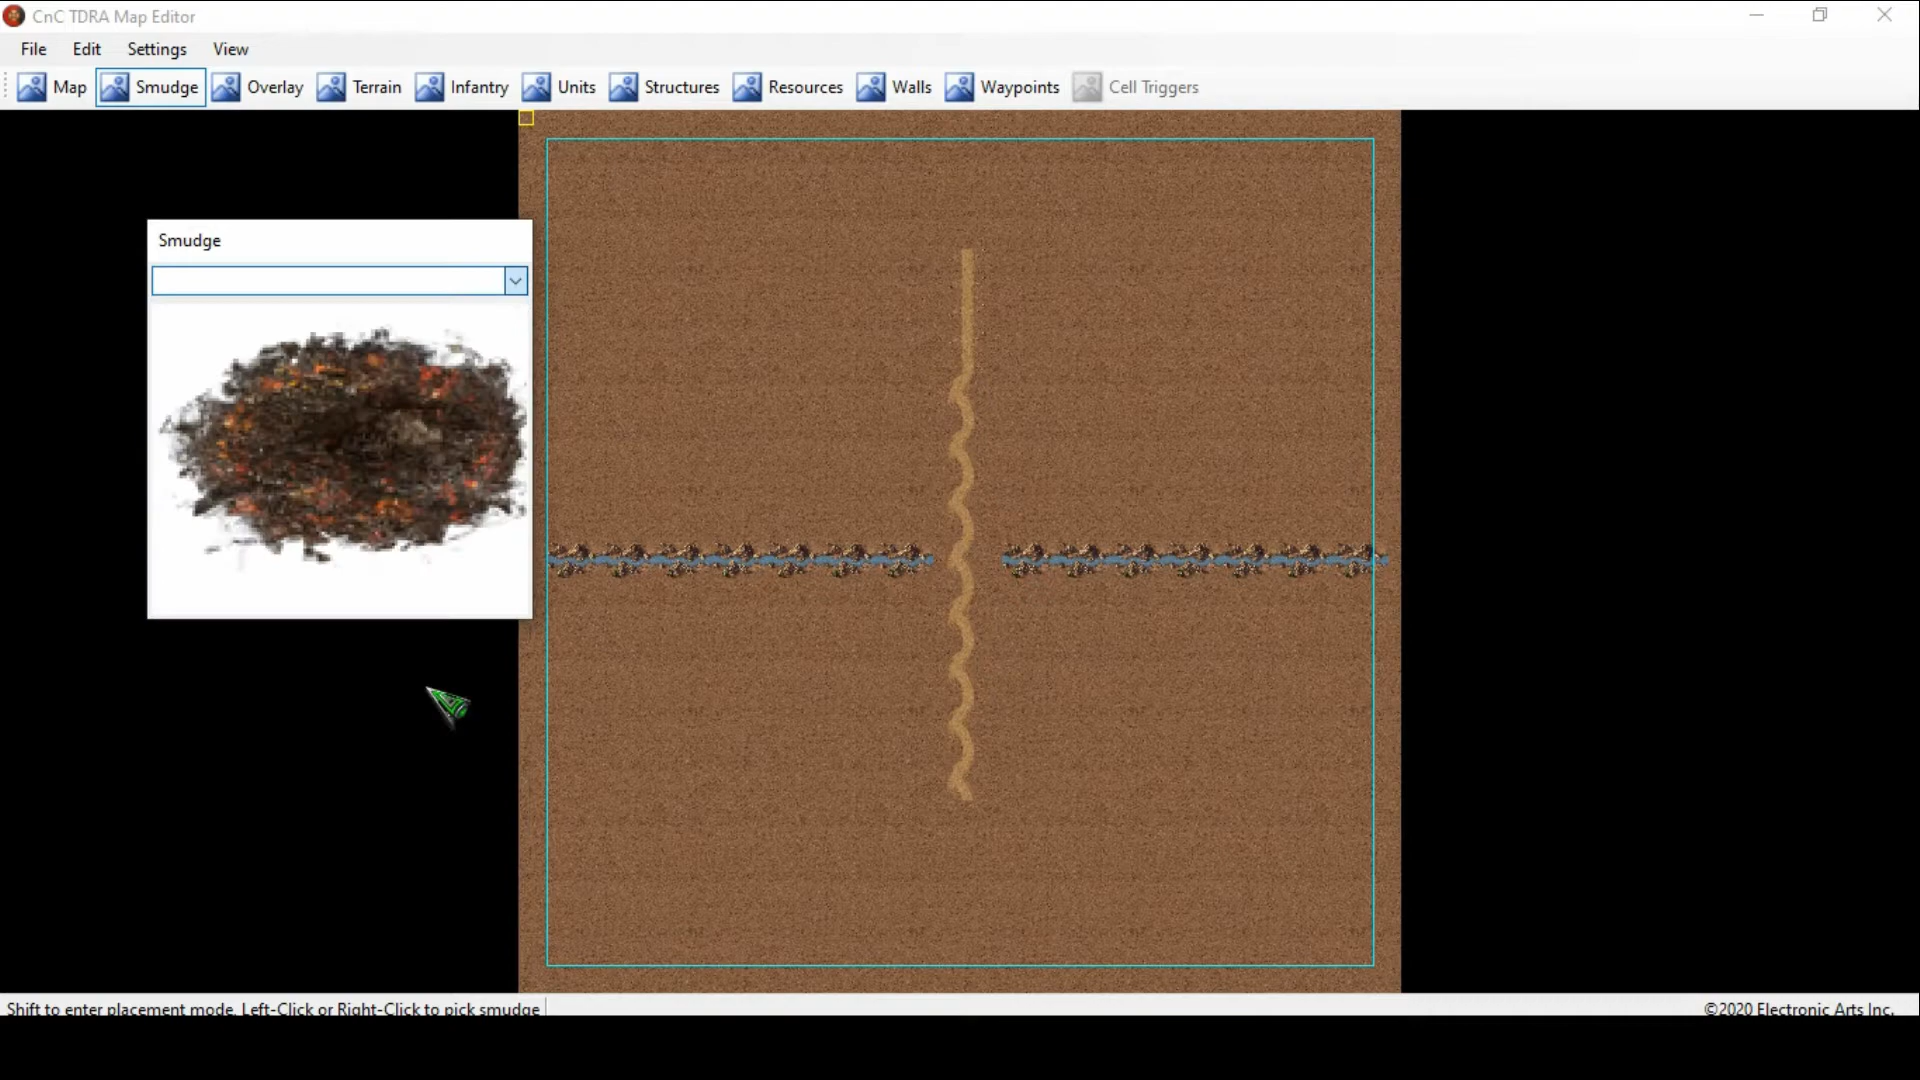 CnC TDRA Map Editor
File Edit Settings View
Map Smudge Overlay Terrain Infantry Units Structures Resources Walls Waypoints Cell Triggers
Smudge
Shift to enter placement mode, Left-Click or Right-Click to pick smudge
©2020 Electronic Arts Inc.